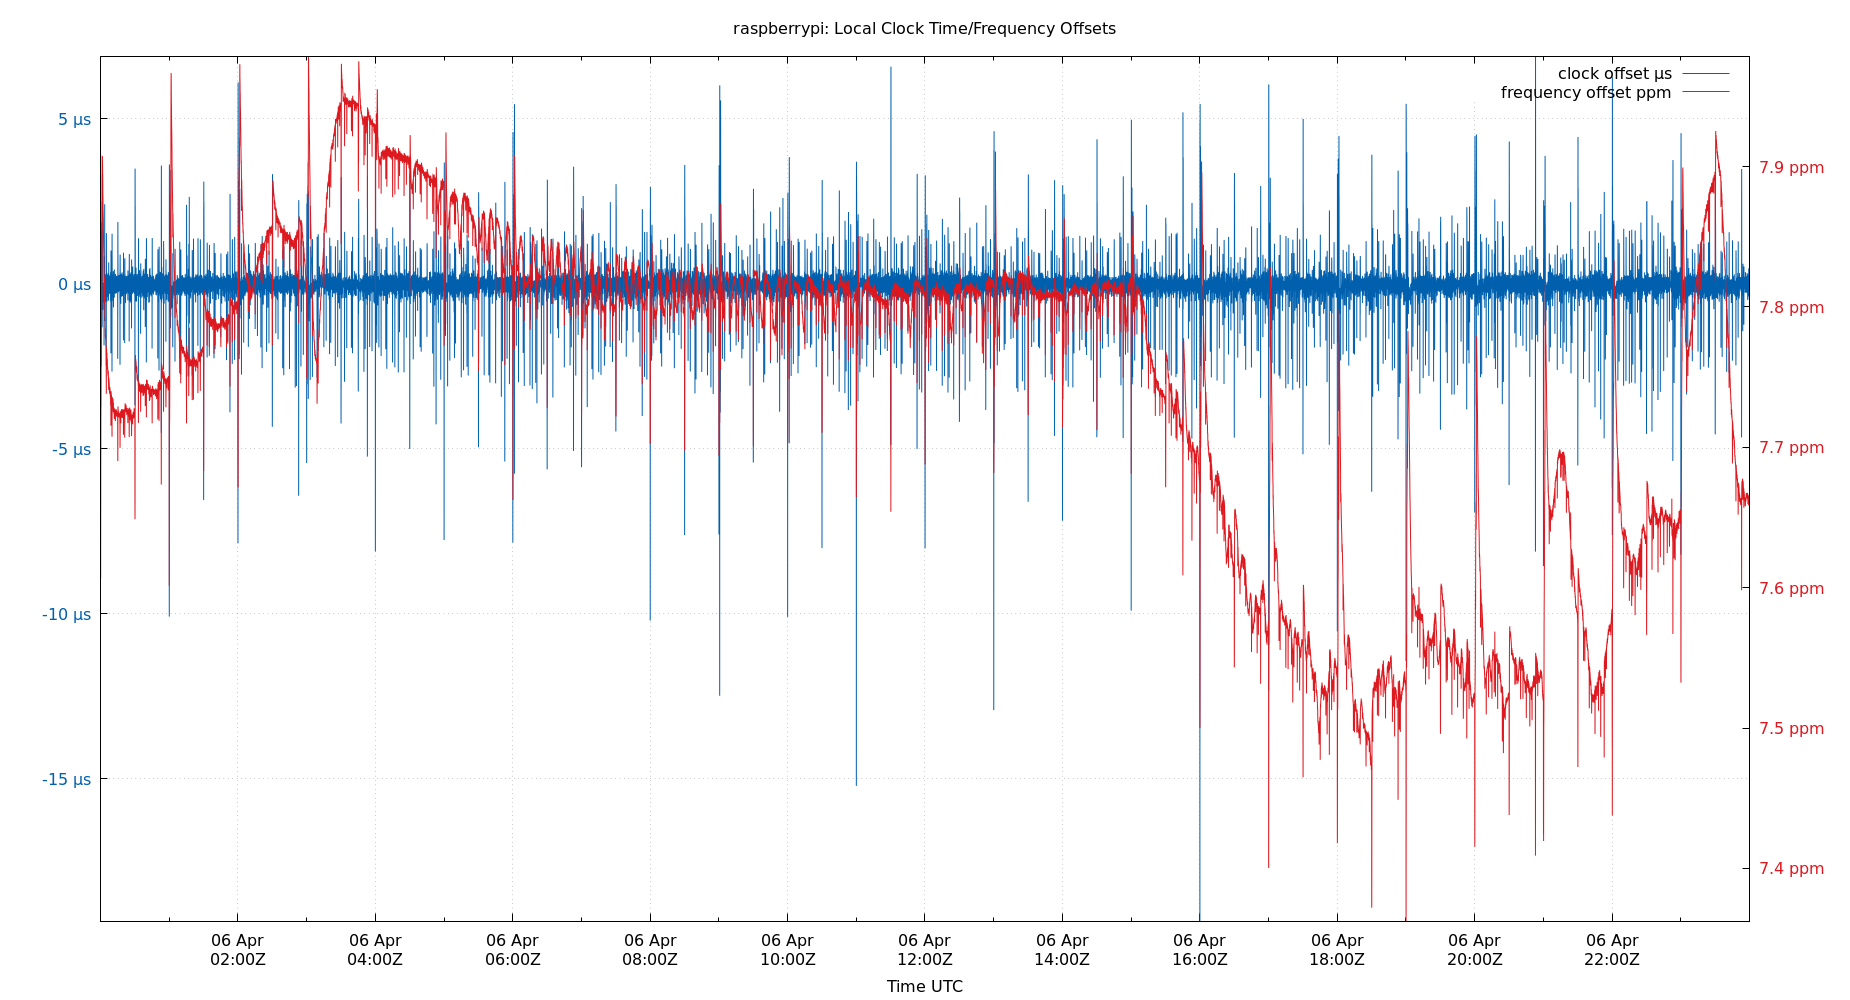 raspberrypi: Local Clock Time/Frequency Offsets
clock offset µs
frequency offset ppm
5 µs
0 µs
-5 µs
-10 µs
-15 µs
7.9 ppm
7.8 ppm
7.7 ppm
7.6 ppm
7.5 ppm
7.4 ppm
06 Apr 06 Apr 06 Apr 06 Apr 06 Apr 06 Apr 06 Apr 06 Apr 06 Apr 06 Apr 06 Apr
02:00Z 04:00Z 06:00Z 08:00Z 10:00Z 12:00Z 14:00Z 16:00Z 18:00Z 20:00Z 22:00Z
Time UTC